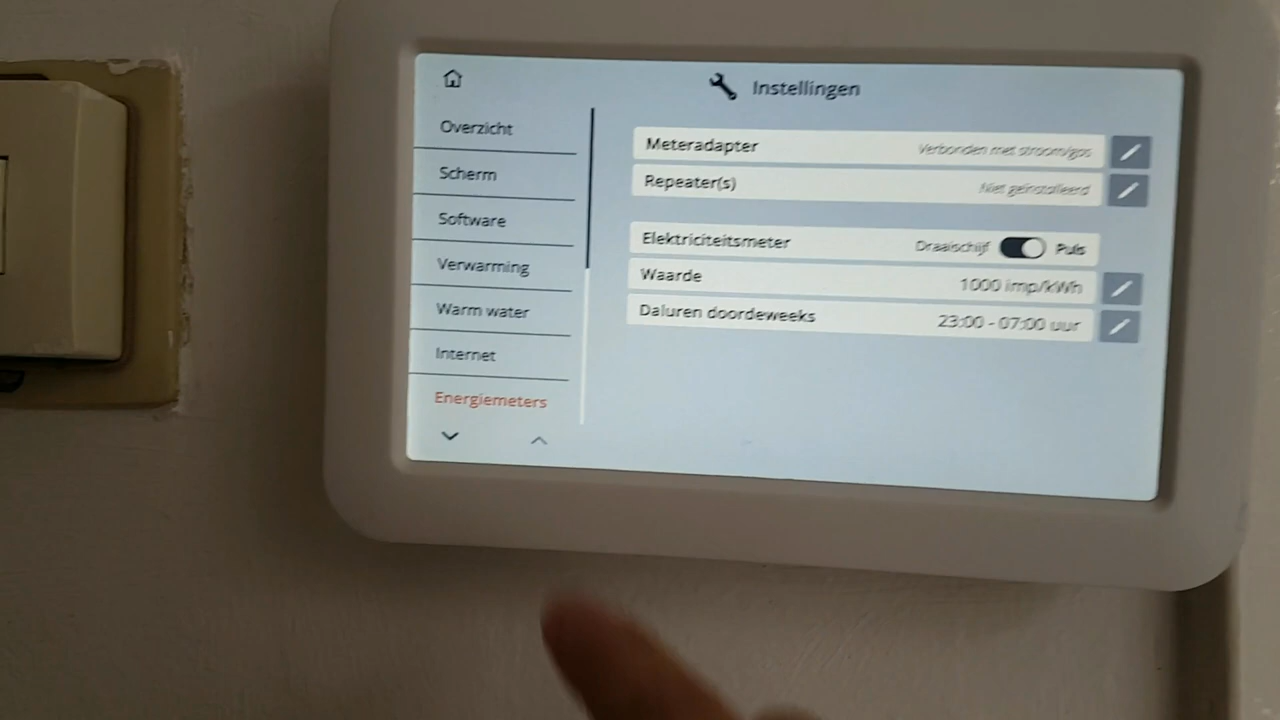 Instellingen
Overzicht
Scherm
Software
Verwarming
Warm water
Internet
Energiemeters
Meteradapter Verbonden met stroom/gas
Repeater(s) Niet geïnstalleerd
Elektriciteitsmeter Draaischijf Puls
Waarde 1000 imp/kWh
Daluren doordeweeks 23:00 - 07:00 uur